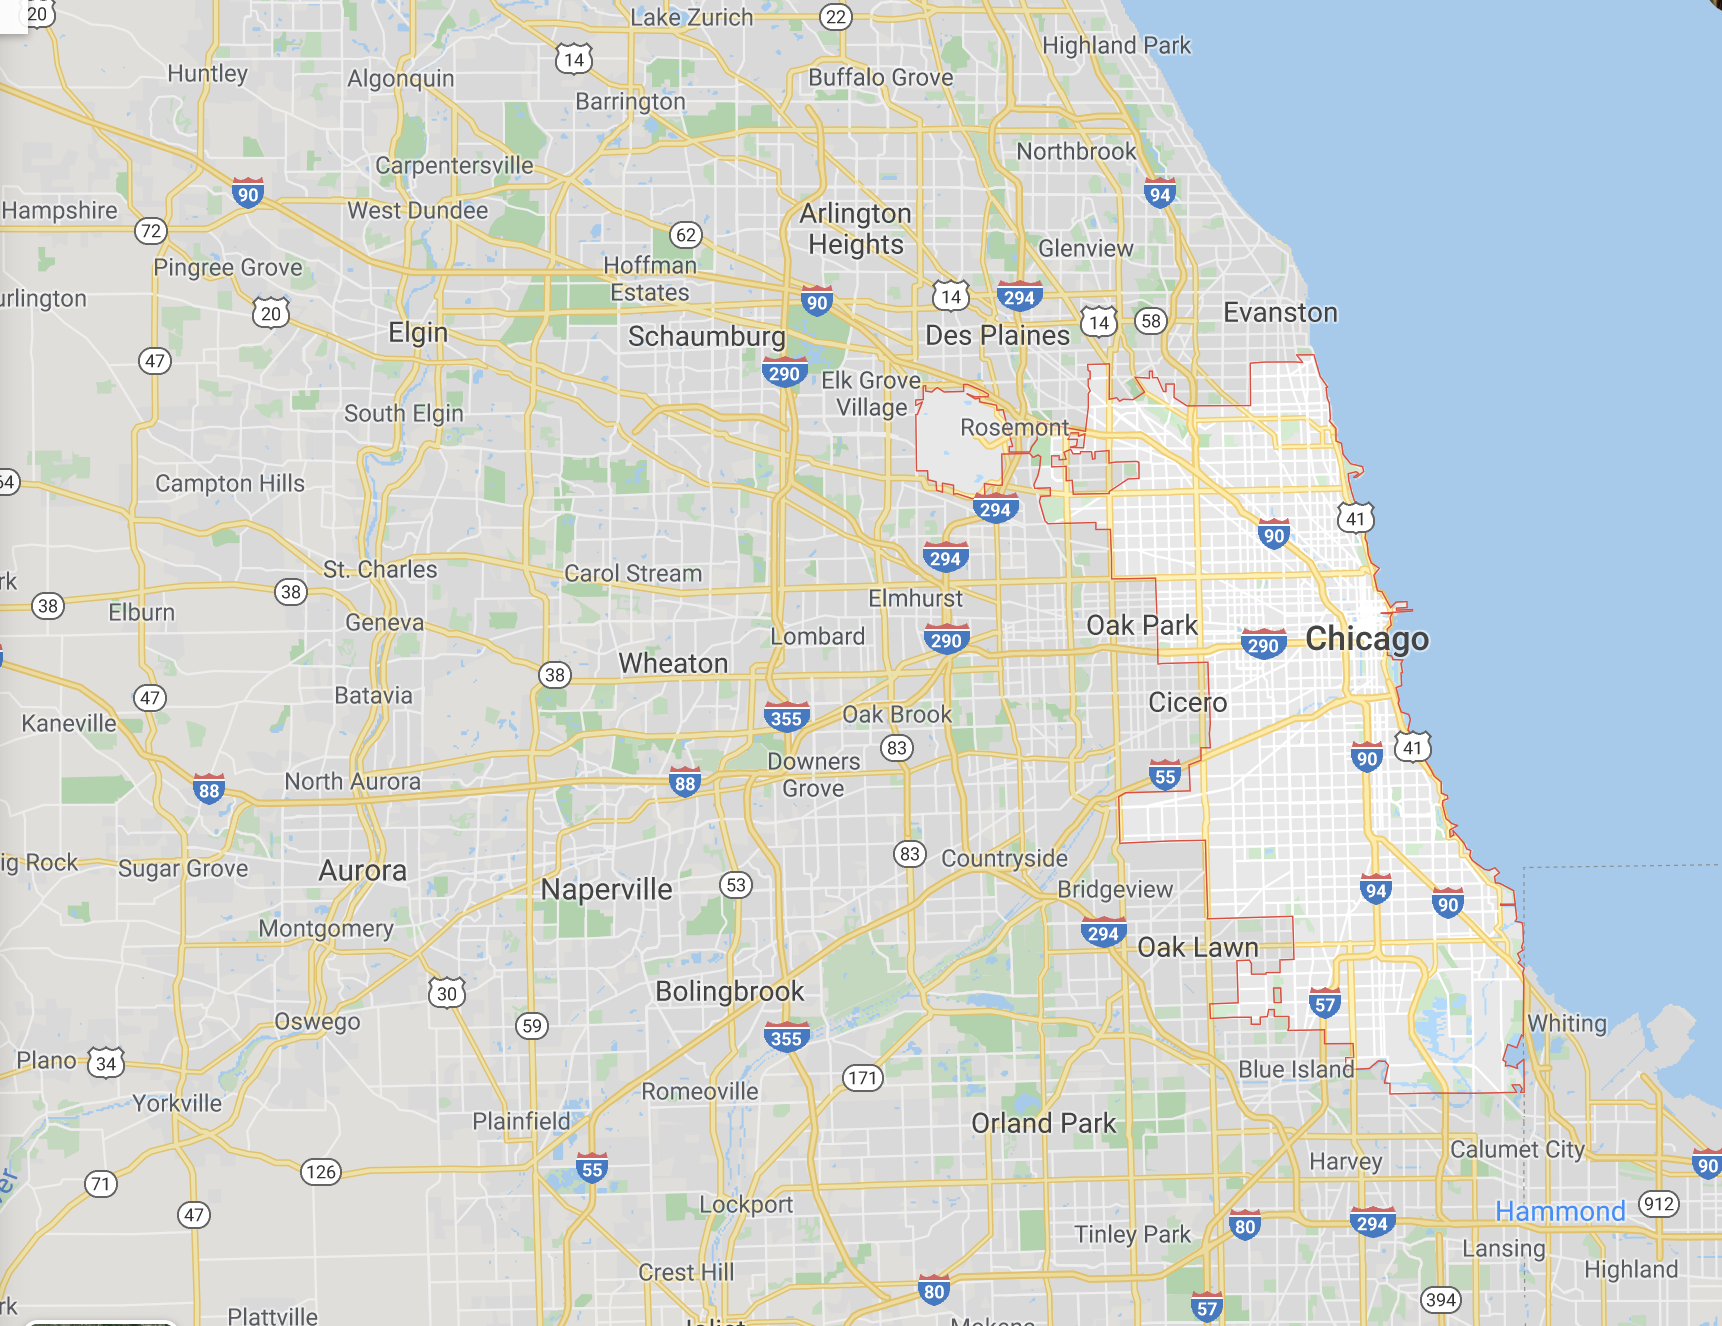 20
Lake Zurich
22
Highland Park
14
Huntley
Algonquin
Buffalo Grove
Barrington
Northbrook
Carpentersville
90
94
Hampshire
West Dundee
Arlington
Heights
72
62
Glenview
Pingree Grove
Hoffman
Estates
urlington
90
14
294
20
Evanston
Elgin
Schaumburg
Des Plaines
14
58
47
290
Elk Grove
Village
South Elgin
Rosemont
64
Campton Hills
294
41
90
294
St. Charles
Carol Stream
rk
38
38
Elburn
Elmhurst
Geneva
Lombard
290
Oak Park
290
Chicago
Wheaton
38
47
Batavia
Cicero
Kaneville
355
Oak Brook
83
41
90
Downers
Grove
North Aurora
88
88
55
ig Rock
Sugar Grove
Aurora
83
Countryside
Naperville
53
Bridgeview
94
90
Montgomery
294
Oak Lawn
30
Bolingbrook
57
Oswego
59
355
Whiting
Plano
34
171
Blue Island
Romeoville
Yorkville
Plainfield
Orland Park
126
55
Calumet City
Harvey
90
71
47
Lockport
Hammond
912
Tinley Park
80
294
Lansing
Crest Hill
Highland
80
394
57
rk
Plattville
Joliet
Mokena
er